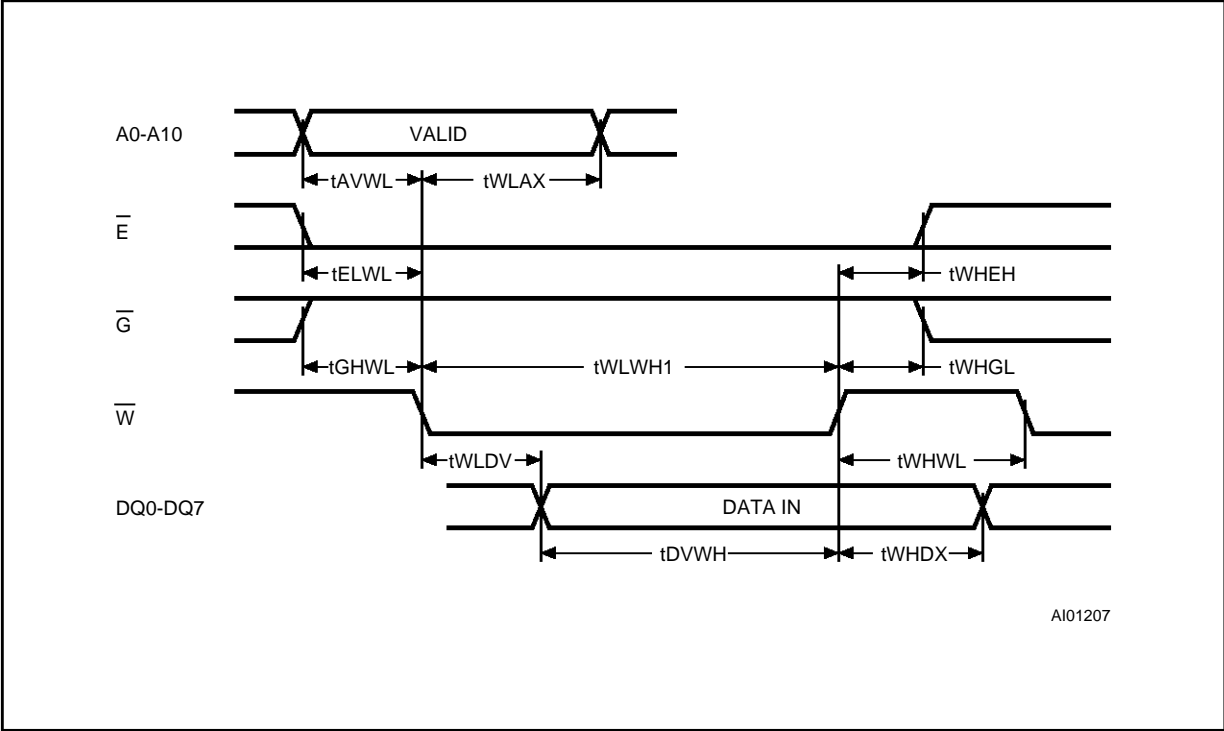 A0-A10
VALID
tAVWL
tWLAX
E̅
tELWL
tWHEH
G̅
tGHWL
tWLWH1
tWHGL
W̅
tWLDV
tWHWL
DQ0-DQ7
DATA IN
tDVWH
tWHDX
AI01207